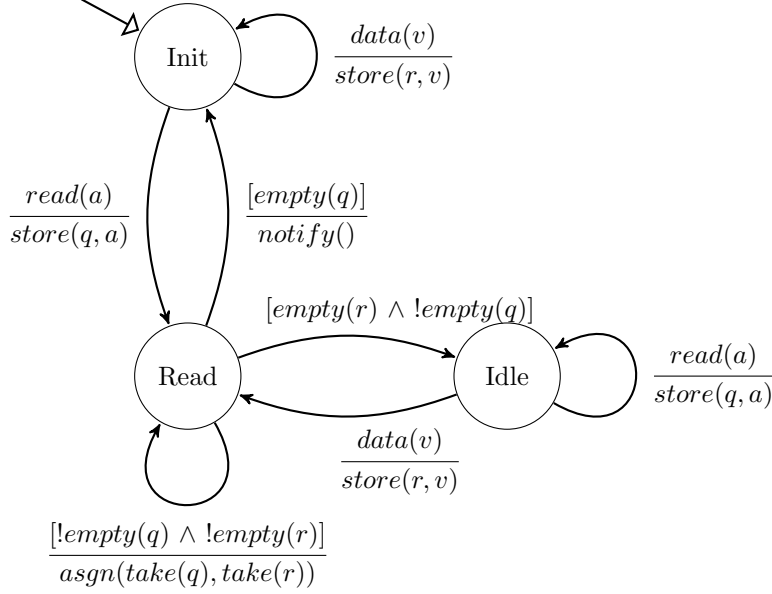 Init
data(v)
store(r, v)
read(a)
store(q, a)
[empty(q)]
notify()
[empty(r) ∧ !empty(q)]
Read
Idle
read(a)
store(q, a)
data(v)
store(r, v)
[!empty(q) ∧ !empty(r)]
asgn(take(q), take(r))